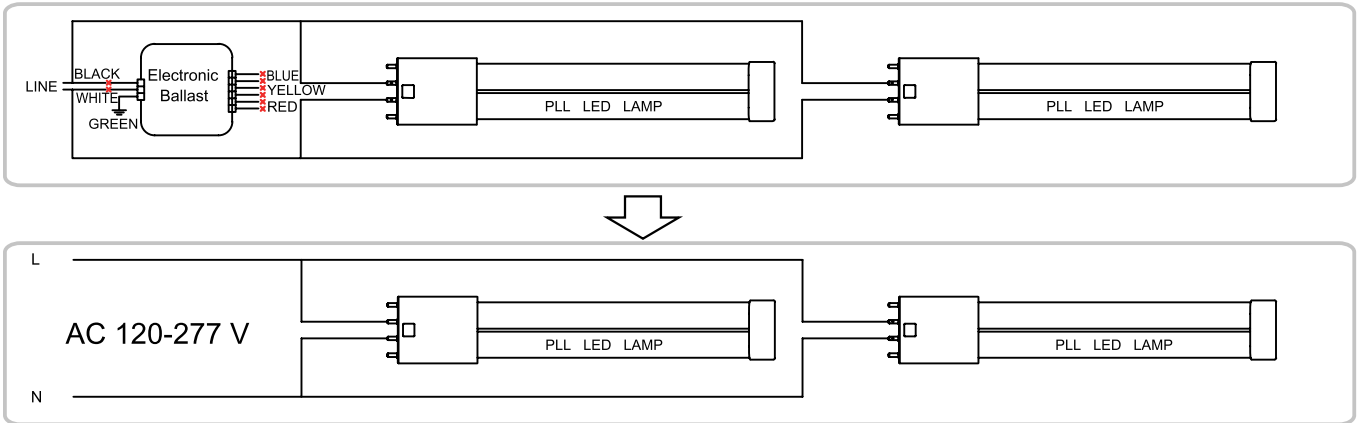 LINE
BLACK
WHITE
GREEN
Electronic
Ballast
BLUE
YELLOW
RED
PLL LED LAMP
PLL LED LAMP
L
AC 120-277 V
N
PLL LED LAMP
PLL LED LAMP